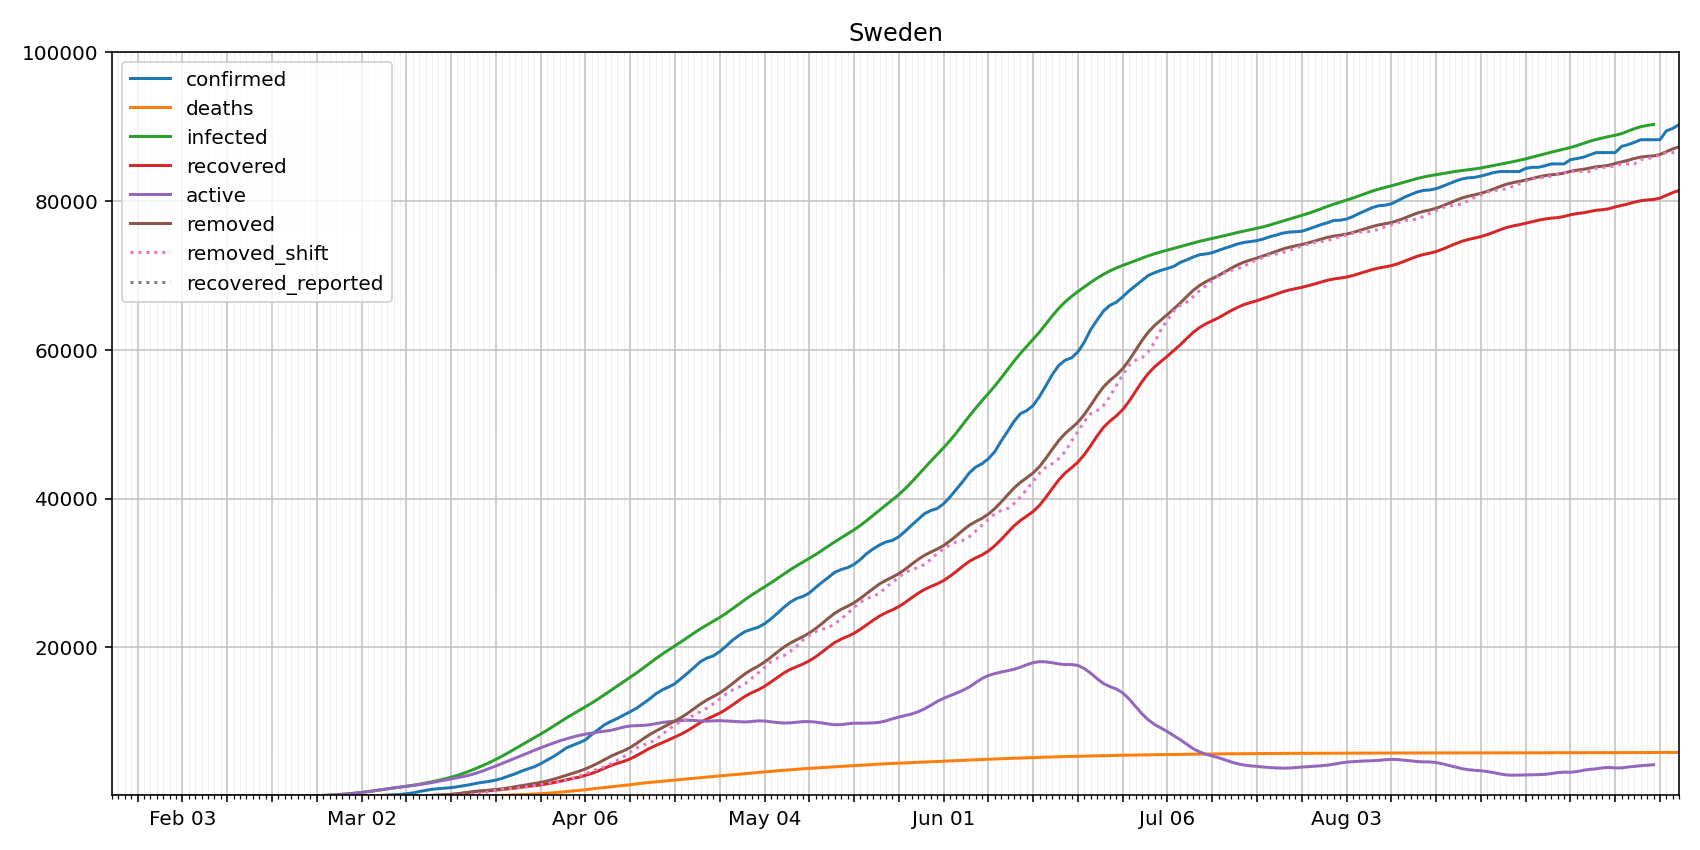 Sweden
100000
80000
60000
40000
20000
confirmed
deaths
infected
recovered
active
removed
removed_shift
recovered_reported
Feb 03 Mar 02 Apr 06 May 04 Jun 01 Jul 06 Aug 03